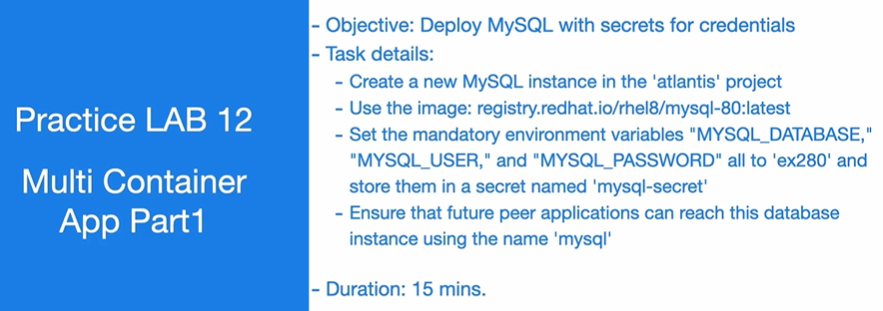 Practice LAB 12
Multi Container
App Part1
- Objective: Deploy MySQL with secrets for credentials
- Task details:
- Create a new MySQL instance in the 'atlantis' project
- Use the image: registry.redhat.io/rhel8/mysql-80:latest
- Set the mandatory environment variables "MYSQL_DATABASE,"
"MYSQL_USER," and "MYSQL_PASSWORD" all to 'ex280' and
store them in a secret named 'mysql-secret'
- Ensure that future peer applications can reach this database
instance using the name 'mysql'
- Duration: 15 mins.